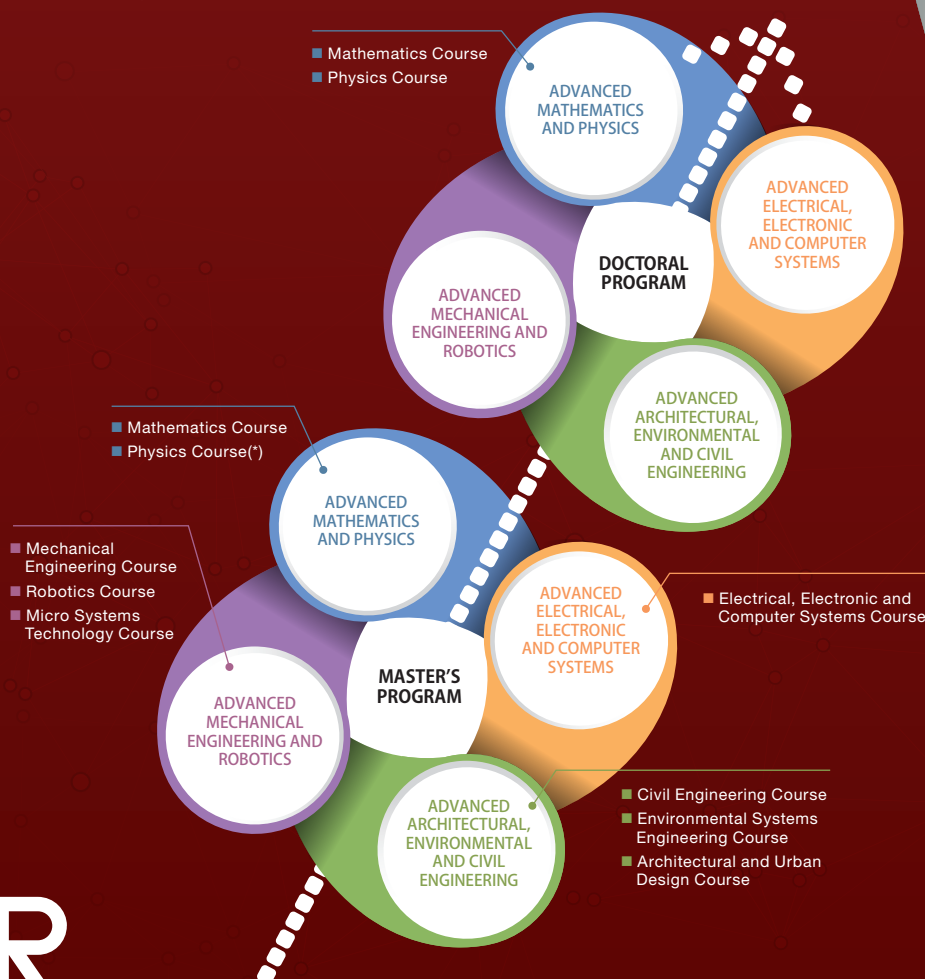 ■ Mathematics Course
■ Physics Course
ADVANCED
MATHEMATICS
AND PHYSICS
ADVANCED
ELECTRICAL,
ELECTRONIC
AND COMPUTER
SYSTEMS
DOCTORAL
PROGRAM
ADVANCED
MECHANICAL
ENGINEERING AND
ROBOTICS
ADVANCED
ARCHITECTURAL,
ENVIRONMENTAL
AND CIVIL
ENGINEERING
■ Mathematics Course
■ Physics Course(*)
ADVANCED
MATHEMATICS
AND PHYSICS
■ Mechanical
Engineering Course
■ Robotics Course
■ Micro Systems
Technology Course
ADVANCED
ELECTRICAL,
ELECTRONIC
AND COMPUTER
SYSTEMS
■ Electrical, Electronic and
Computer Systems Course
MASTER'S
PROGRAM
ADVANCED
MECHANICAL
ENGINEERING AND
ROBOTICS
ADVANCED
ARCHITECTURAL,
ENVIRONMENTAL
AND CIVIL
ENGINEERING
■ Civil Engineering Course
■ Environmental Systems
Engineering Course
■ Architectural and Urban
Design Course
R